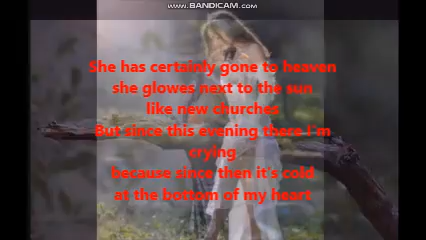 www.BANDICAM.com
She has certainly gone to heaven
she glowes next to the sun
like new churches
But since this evening there I'm
crying
because since then it's cold
at the bottom of my heart